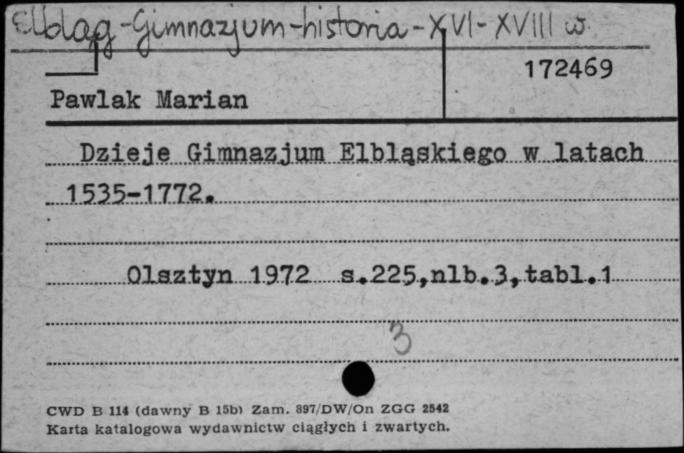 Elbląg-Gimnazjum-historia-XVI-XVIII w.
172469
Pawlak Marian
Dzieje Gimnazjum Elbląskiego w latach
1535-1772.
Olsztyn 1972 s.225,nlb.3,tabl.1
3
CWD B 114 (dawny B 15b) Zam. 897/DW/On ZGG 2542
Karta katalogowa wydawnictw ciągłych i zwartych.